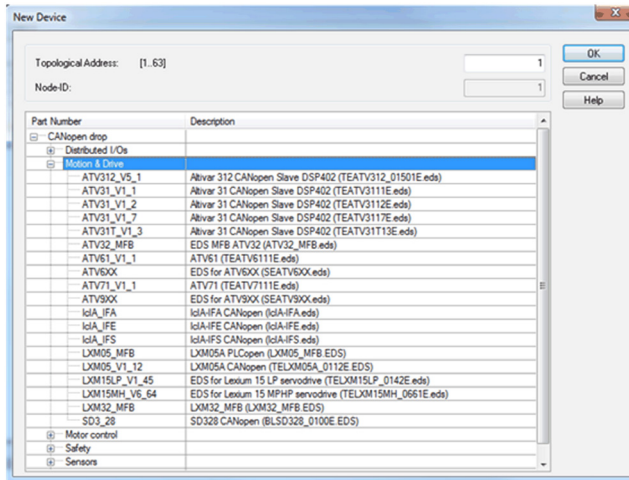 New Device
Topological Address: [1..63] 1
OK
Node-ID: 1
Cancel
Help
Part Number Description
CANopen drop
Distributed I/Os
Motion & Drive
ATV312_V5_1 Altivar 312 CANopen Slave DSP402 (TEATV312_01501E.eds)
ATV31_V1_1 Altivar 31 CANopen Slave DSP402 (TEATV3111E.eds)
ATV31_V1_2 Altivar 31 CANopen Slave DSP402 (TEATV3112E.eds)
ATV31_V1_7 Altivar 31 CANopen Slave DSP402 (TEATV3117E.eds)
ATV31T_V1_3 Altivar 31 CANopen Slave DSP402 (TEATV31T13E.eds)
ATV32_MFB EDS MFB ATV32 (ATV32_MFB.eds)
ATV61_V1_1 ATV61 (TEATV6111E.eds)
ATV6XX EDS for ATV6XX (SEATV6XX.eds)
ATV71_V1_1 ATV71 (TEATV7111E.eds)
ATV9XX EDS for ATV9XX (SEATV9XX.eds)
IclA_IFA IclA-IFA CANopen (IclA-IFA.eds)
IclA_IFE IclA-IFE CANopen (IclA-IFE.eds)
IclA_IFS IclA-IFS CANopen (IclA-IFS.eds)
LXM05_MFB LXM05A PLCopen (LXM05_MFB.EDS)
LXM05_V1_12 LXM05A CANopen (TELXM05A_0112E.EDS)
LXM15LP_V1_45 EDS for Lexium 15 LP servodrive (TELXM15LP_0142E.eds)
LXM15MH_V6_64 EDS for Lexium 15 MPHP servodrive (TELXM15MH_0661E.eds)
LXM32_MFB LXM32_MFB (LXM32_MFB.EDS)
SD3_28 SD328 CANopen (BLSD328_0100E.EDS)
Motor control
Safety
Sensors